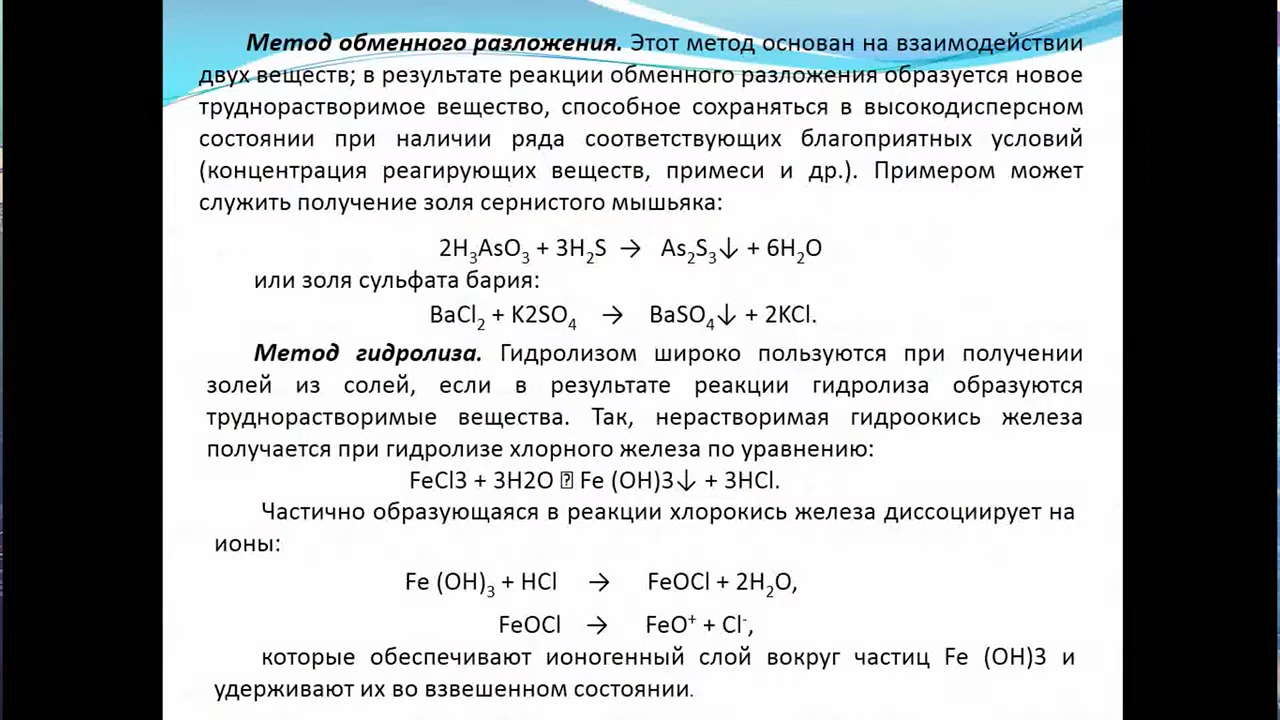 Метод обменного разложения. Этот метод основан на взаимодействии
двух веществ; в результате реакции обменного разложения образуется новое
труднорастворимое вещество, способное сохраняться в высокодисперсном
состоянии при наличии ряда соответствующих благоприятных условий
(концентрация реагирующих веществ, примеси и др.). Примером может
служить получение золя сернистого мышьяка:
2H₃AsO₃ + 3H₂S → As₂S₃↓ + 6H₂O
или золя сульфата бария:
BaCl₂ + K2SO₄ → BaSO₄↓ + 2KCl.
Метод гидролиза. Гидролизом широко пользуются при получении
золей из солей, если в результате реакции гидролиза образуются
труднорастворимые вещества. Так, нерастворимая гидроокись железа
получается при гидролизе хлорного железа по уравнению:
FeCl3 + 3H2O ⍰ Fe (OH)3↓ + 3HCl.
Частично образующаяся в реакции хлорокись железа диссоциирует на
ионы:
Fe (OH)₃ + HCl → FeOCl + 2H₂O,
FeOCl → FeO⁺ + Cl⁻,
которые обеспечивают ионогенный слой вокруг частиц Fe (OH)3 и
удерживают их во взвешенном состоянии.